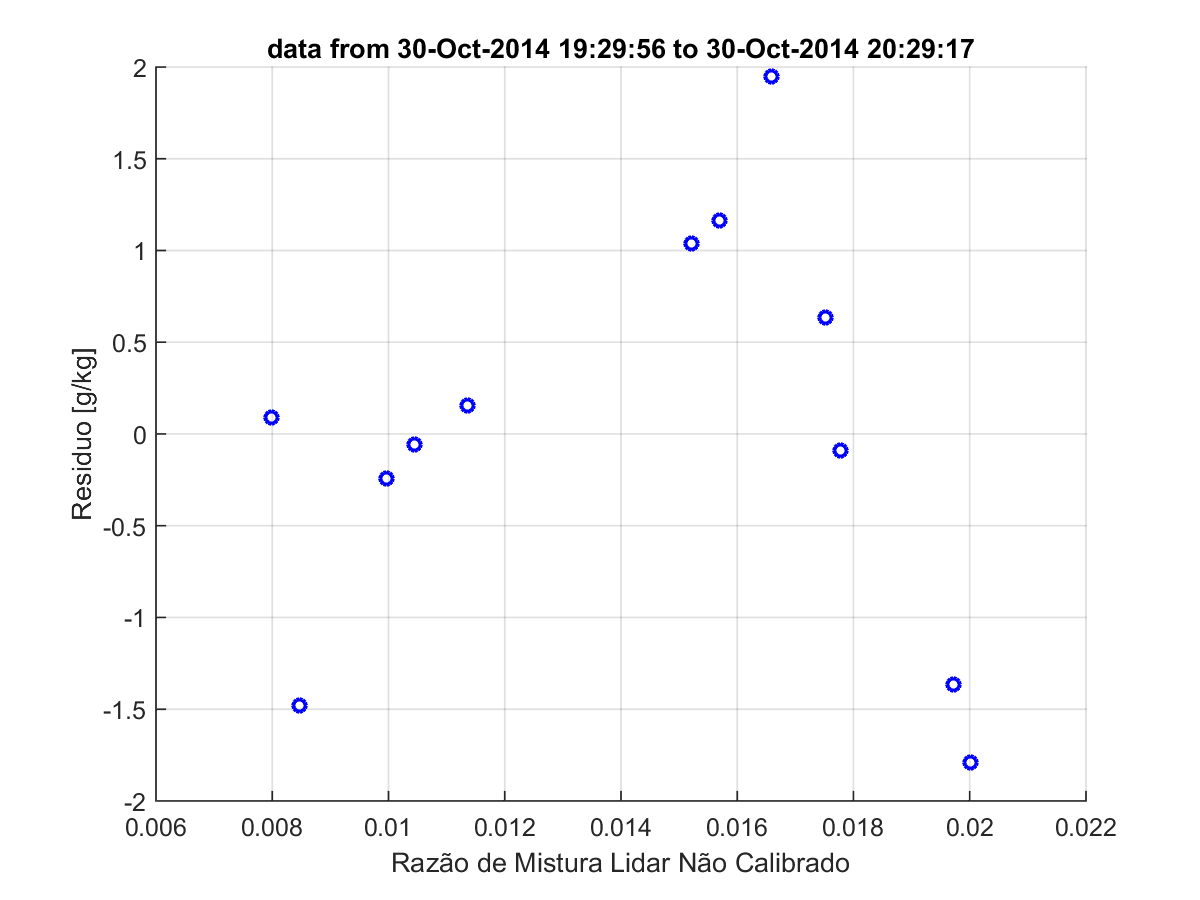 data from 30-Oct-2014 19:29:56 to 30-Oct-2014 20:29:17
2
1.5
1
0.5
0
-0.5
-1
-1.5
-2
Residuo [g/kg]
0.006 0.008 0.01 0.012 0.014 0.016 0.018 0.02 0.022
Razão de Mistura Lidar Não Calibrado